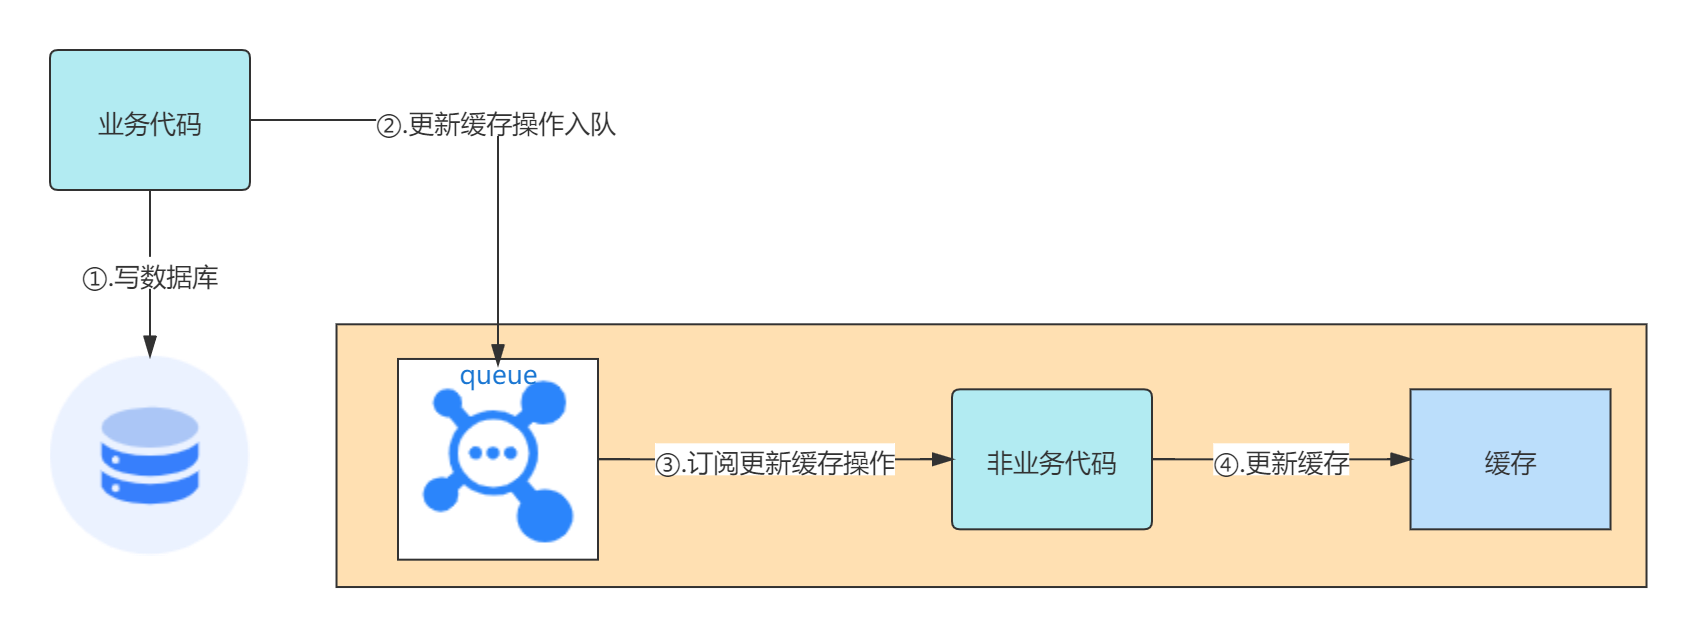 业务代码
②.更新缓存操作入队
①.写数据库
queue
③.订阅更新缓存操作
非业务代码
④.更新缓存
缓存